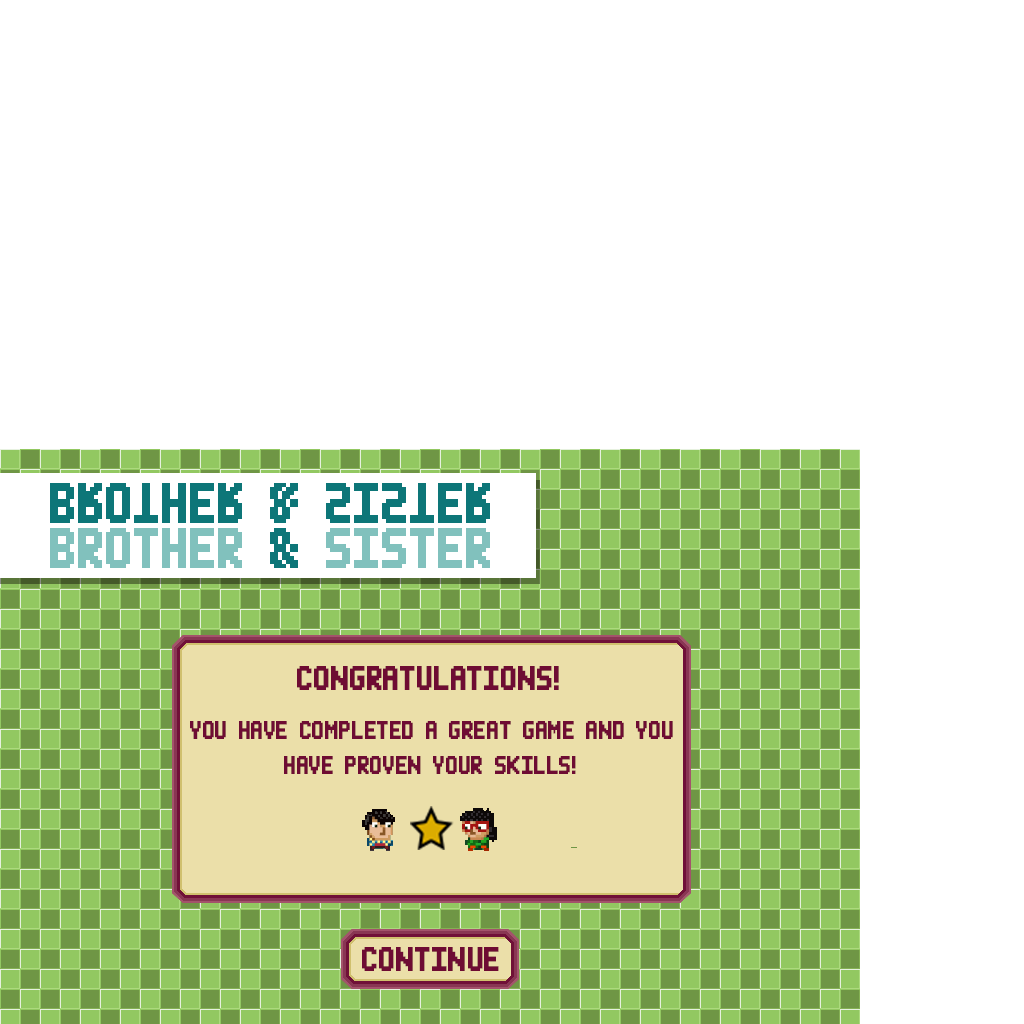 BROTHER & SISTER
BROTHER & SISTER
CONGRATULATIONS!
YOU HAVE COMPLETED A GREAT GAME AND YOU
HAVE PROVEN YOUR SKILLS!
CONTINUE